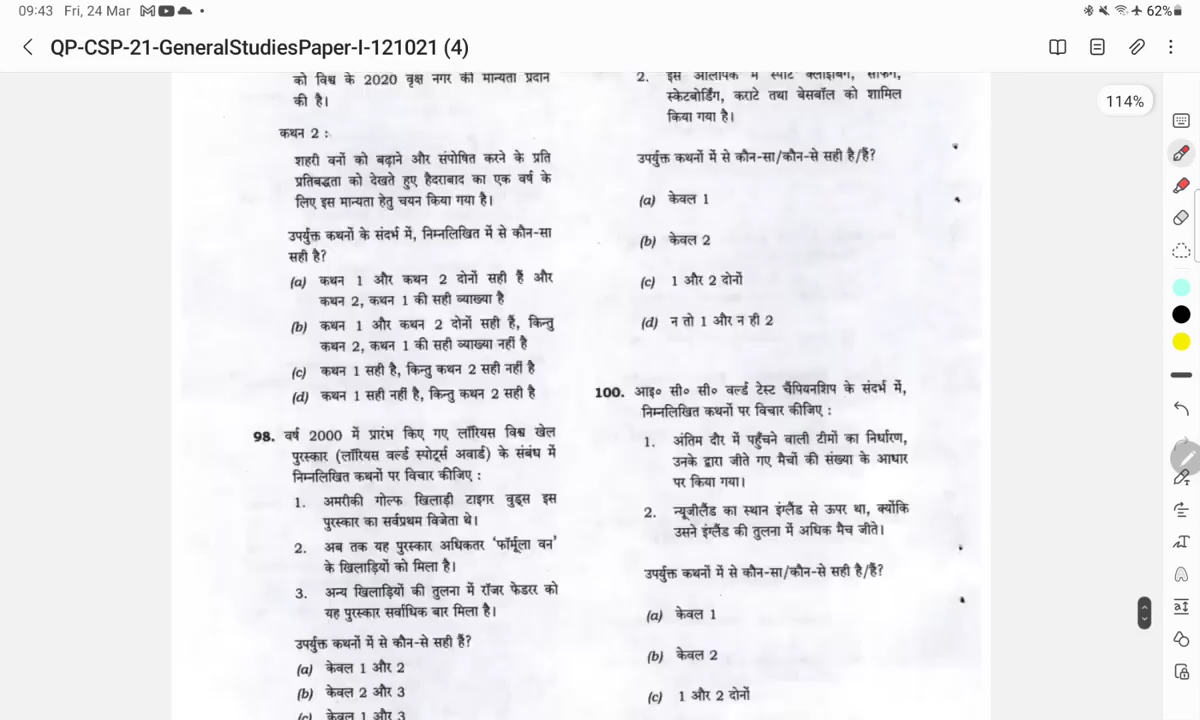 09:43 Fri, 24 Mar
62%
QP-CSP-21-GeneralStudiesPaper-I-121021 (4)
114%
को विश्व के 2020 वृक्ष नगर की मान्यता प्रदान
की है।
कथन 2 :
शहरी वनों को बढ़ाने और संपोषित करने के प्रति
प्रतिबद्धता को देखते हुए हैदराबाद का एक वर्ष के
लिए इस मान्यता हेतु चयन किया गया है।
उपर्युक्त कथनों के संदर्भ में, निम्नलिखित में से कौन-सा
सही है?
(a) कथन 1 और कथन 2 दोनों सही हैं और
कथन 2, कथन 1 की सही व्याख्या है
(b) कथन 1 और कथन 2 दोनों सही हैं, किन्तु
कथन 2, कथन 1 की सही व्याख्या नहीं है
(c) कथन 1 सही है, किन्तु कथन 2 सही नहीं है
(d) कथन 1 सही नहीं है, किन्तु कथन 2 सही है
98. वर्ष 2000 में प्रारंभ किए गए लॉरियस विश्व खेल
पुरस्कार (लॉरियस वर्ल्ड स्पोर्ट्स अवार्ड) के संबंध में
निम्नलिखित कथनों पर विचार कीजिए :
1. अमरीकी गोल्फ खिलाड़ी टाइगर वुड्स इस
पुरस्कार का सर्वप्रथम विजेता थे।
2. अब तक यह पुरस्कार अधिकतर ‘फॉर्मूला वन’
के खिलाड़ियों को मिला है।
3. अन्य खिलाड़ियों की तुलना में रॉजर फेडरर को
यह पुरस्कार सर्वाधिक बार मिला है।
उपर्युक्त कथनों में से कौन-से सही हैं?
(a) केवल 1 और 2
(b) केवल 2 और 3
(c) केवल 1 और 3
2. इस ओलंपिक में स्पोर्ट क्लाइंबिंग, सर्फिंग,
स्केटबोर्डिंग, कराटे तथा बेसबॉल को शामिल
किया गया है।
उपर्युक्त कथनों में से कौन-सा/कौन-से सही है/हैं?
(a) केवल 1
(b) केवल 2
(c) 1 और 2 दोनों
(d) न तो 1 और न ही 2
100. आइ० सी० सी० वर्ल्ड टेस्ट चैंपियनशिप के संदर्भ में,
निम्नलिखित कथनों पर विचार कीजिए :
1. अंतिम दौर में पहुँचने वाली टीमों का निर्धारण,
उनके द्वारा जीते गए मैचों की संख्या के आधार
पर किया गया।
2. न्यूजीलैंड का स्थान इंग्लैंड से ऊपर था, क्योंकि
उसने इंग्लैंड की तुलना में अधिक मैच जीते।
उपर्युक्त कथनों में से कौन-सा/कौन-से सही है/हैं?
(a) केवल 1
(b) केवल 2
(c) 1 और 2 दोनों